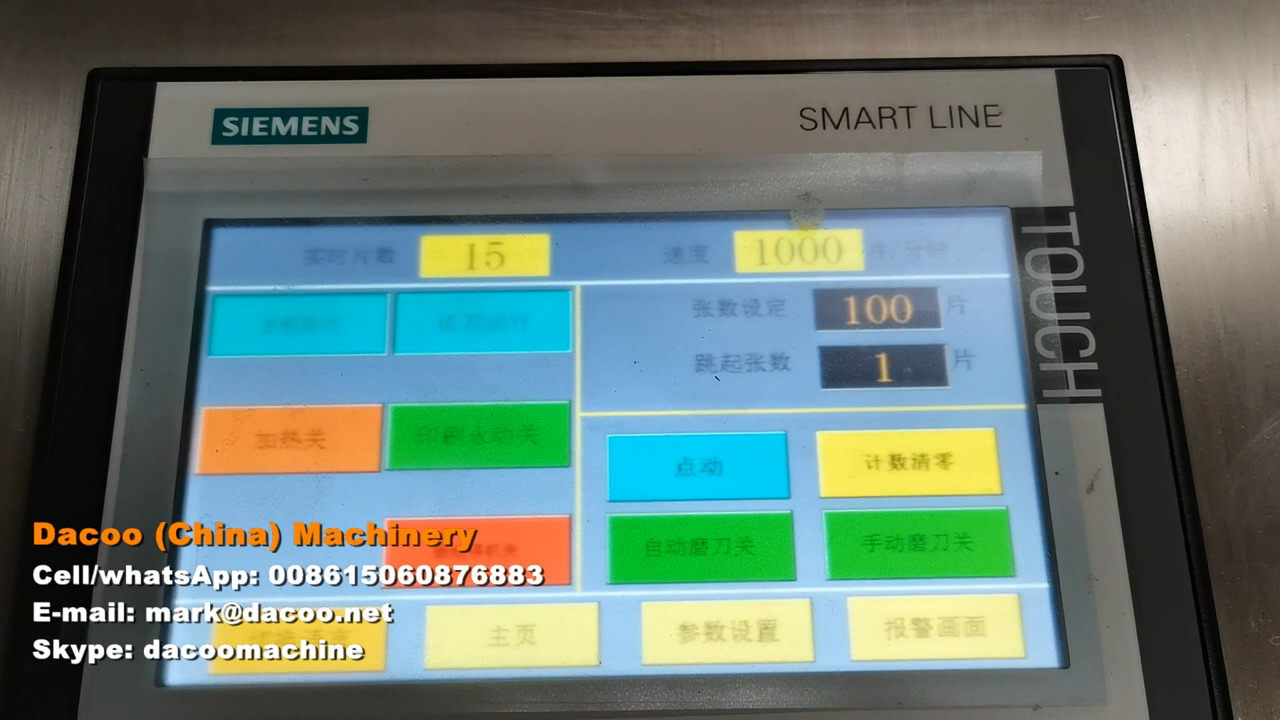 SIEMENS
SMART LINE
TOUCH
实时片数 15 速度 1000 片/分钟
张数设定 100 片
跳起张数 1 片
加热关 印刷永动关
点动 计数清零
自动磨刀关 手动磨刀关
主页 参数设置 报警画面
Dacoo (China) Machinery
Cell/whatsApp: 008615060876883
E-mail: mark@dacoo.net
Skype: dacoomachine